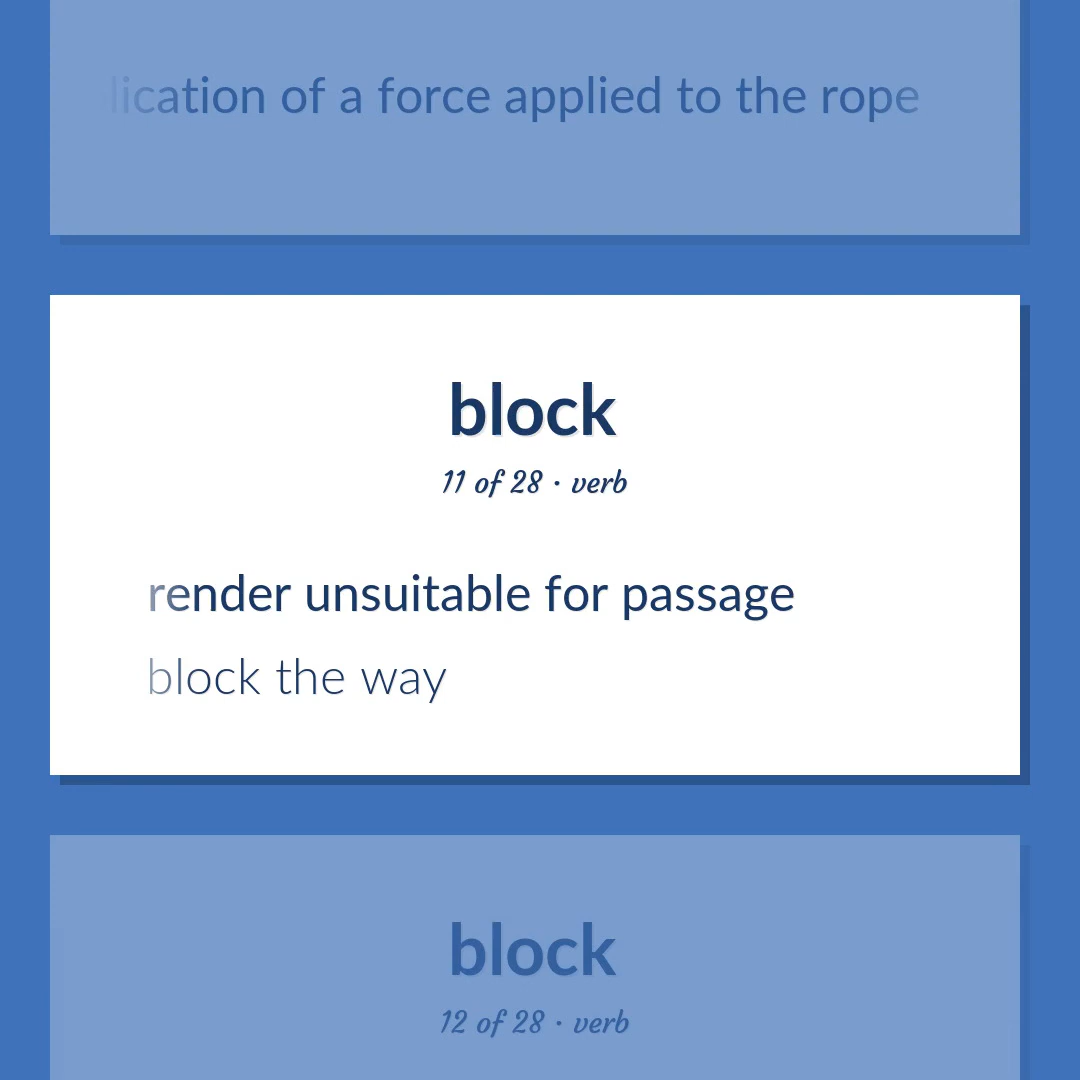 of a force applied to the rope
block
11 of 28 · verb
render unsuitable for passage
block the way
block
12 of 28 · verb